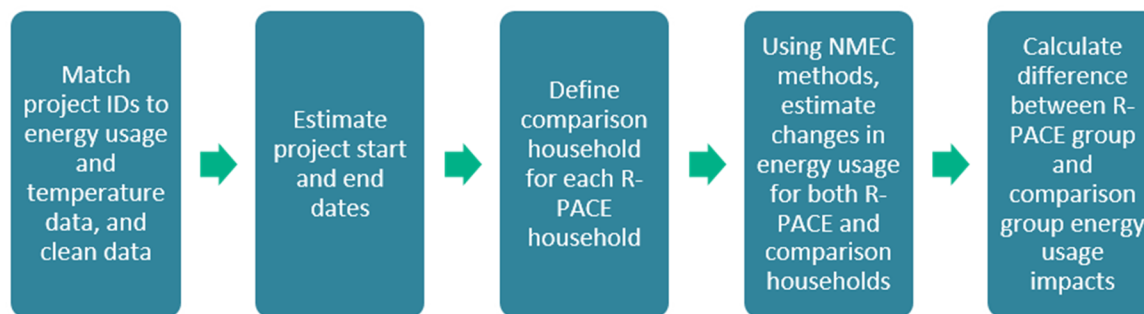 Match
project IDs to
energy usage
and
temperature
data, and
clean data
Estimate
project start
and end
dates
Define
comparison
household
for each R-
PACE
household
Using NMEC
methods,
estimate
changes in
energy usage
for both R-
PACE and
comparison
households
Calculate
difference
between R-
PACE group
and
comparison
group energy
usage
impacts